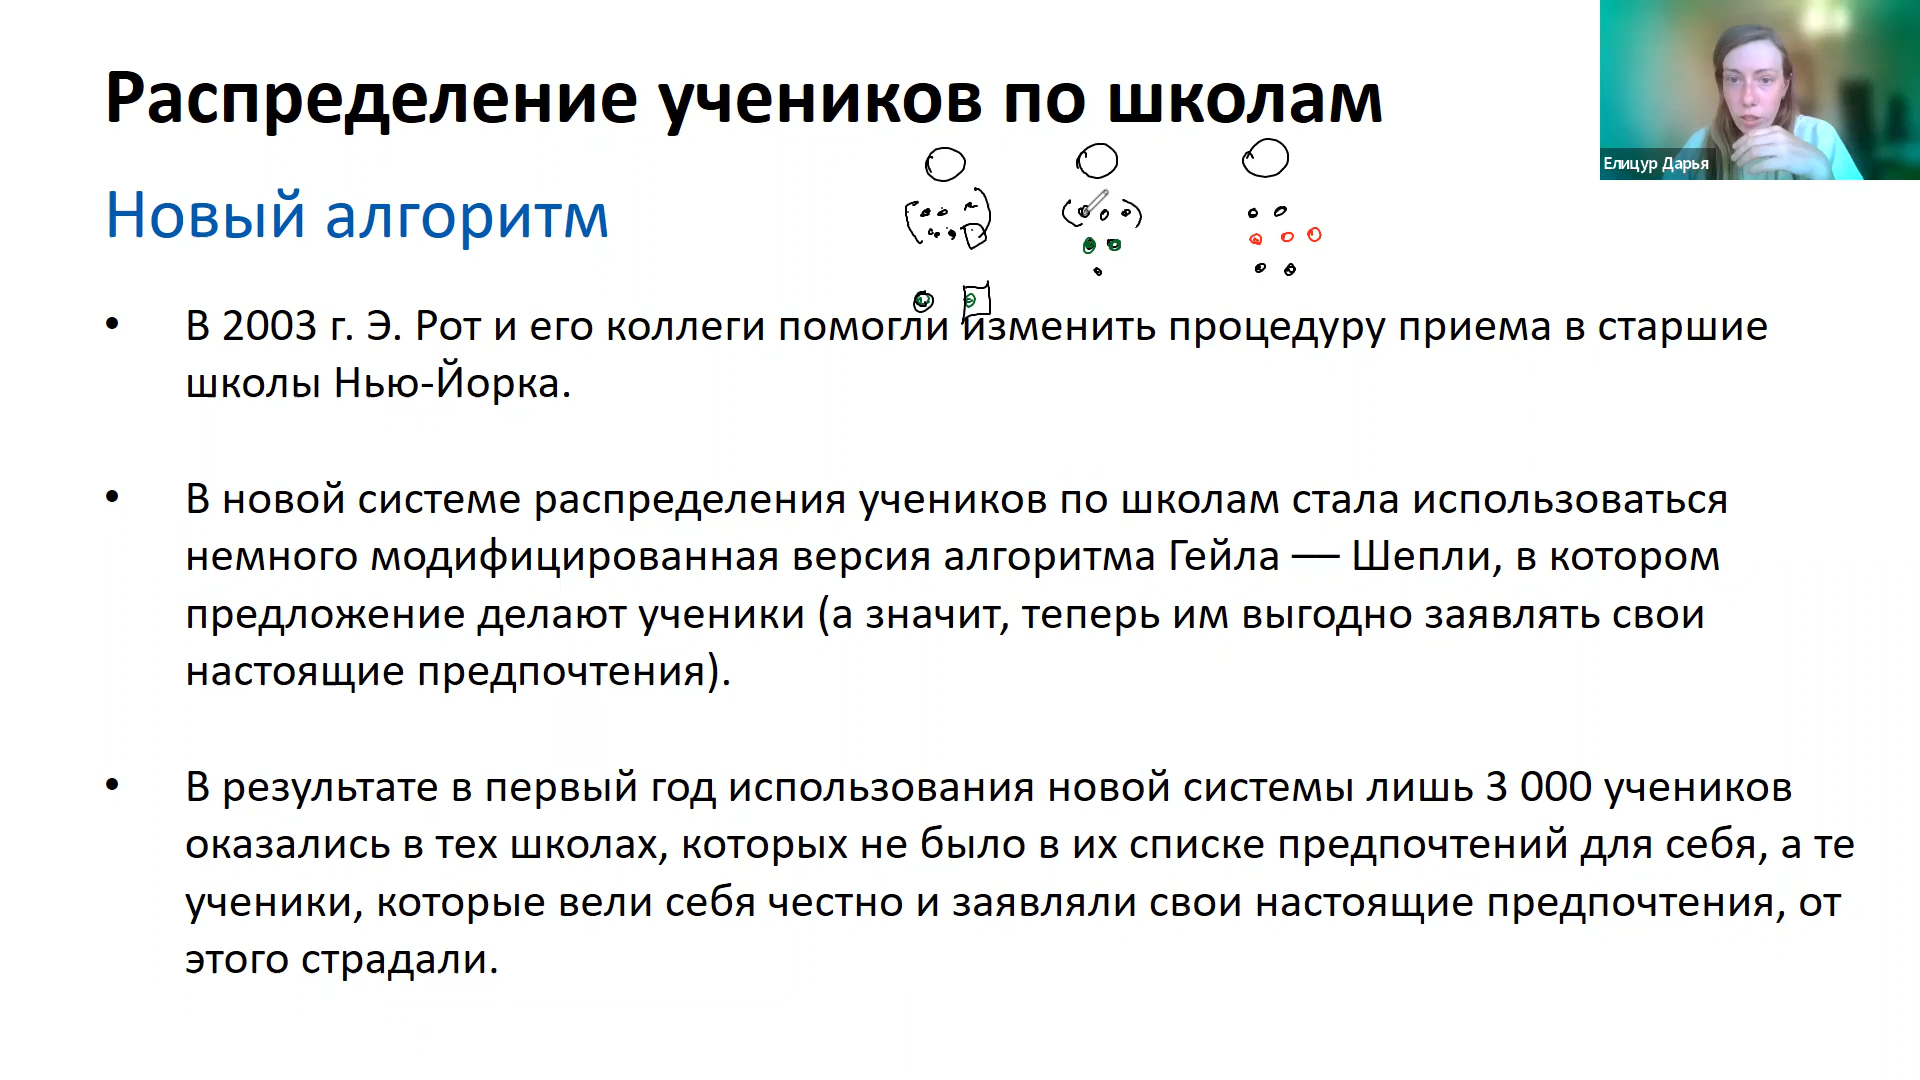 Распределение учеников по школам
Елицур Дарья
Новый алгоритм
• В 2003 г. Э. Рот и его коллеги помогли изменить процедуру приема в старшие
школы Нью-Йорка.
• В новой системе распределения учеников по школам стала использоваться
немного модифицированная версия алгоритма Гейла — Шепли, в котором
предложение делают ученики (а значит, теперь им выгодно заявлять свои
настоящие предпочтения).
• В результате в первый год использования новой системы лишь 3 000 учеников
оказались в тех школах, которых не было в их списке предпочтений для себя, а те
ученики, которые вели себя честно и заявляли свои настоящие предпочтения, от
этого страдали.